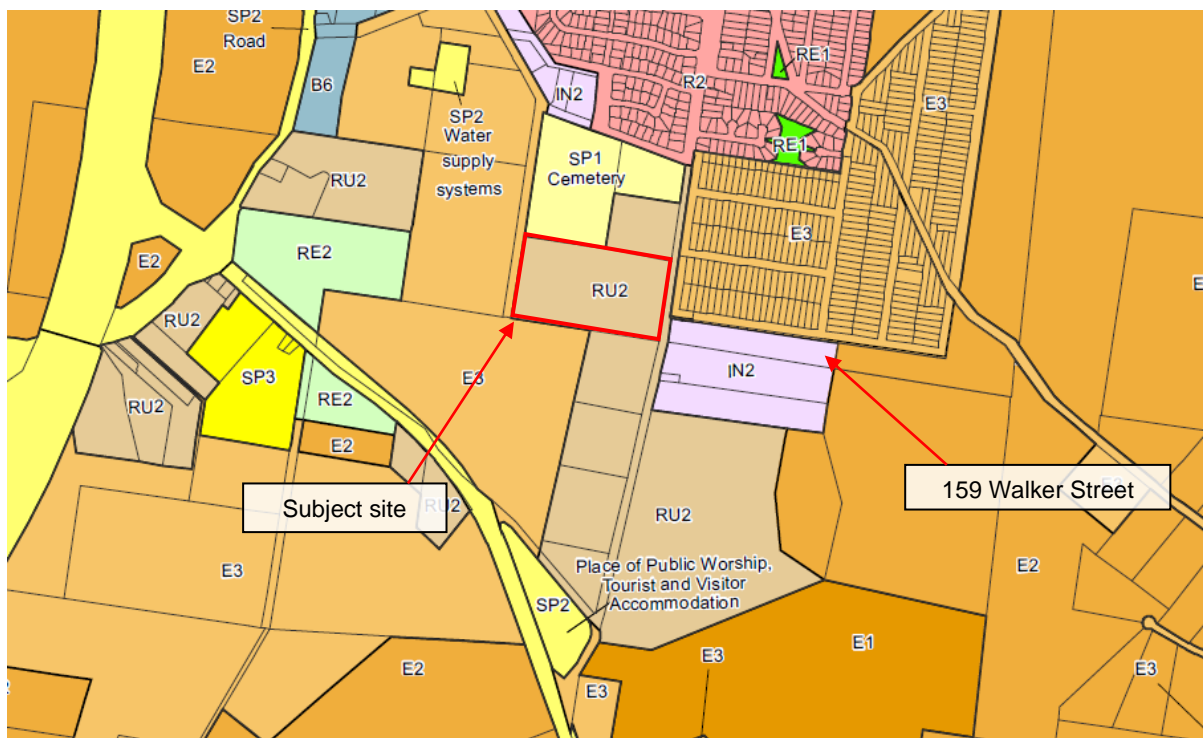 SP2
Road
E2
B6
SP2
Water
supply
systems
IN2
R2
RE1
E3
RE1
SP1
Cemetery
RU2
E3
RE2
E2
RU2
RU2
E
SP3
E3
IN2
RU2
RE2
E2
159 Walker Street
Subject site
RU2
RU2
E3
E3
Place of Public Worship,
Tourist and Visitor
Accommodation
SP2
E2
E1
E3
E2
E3
E3